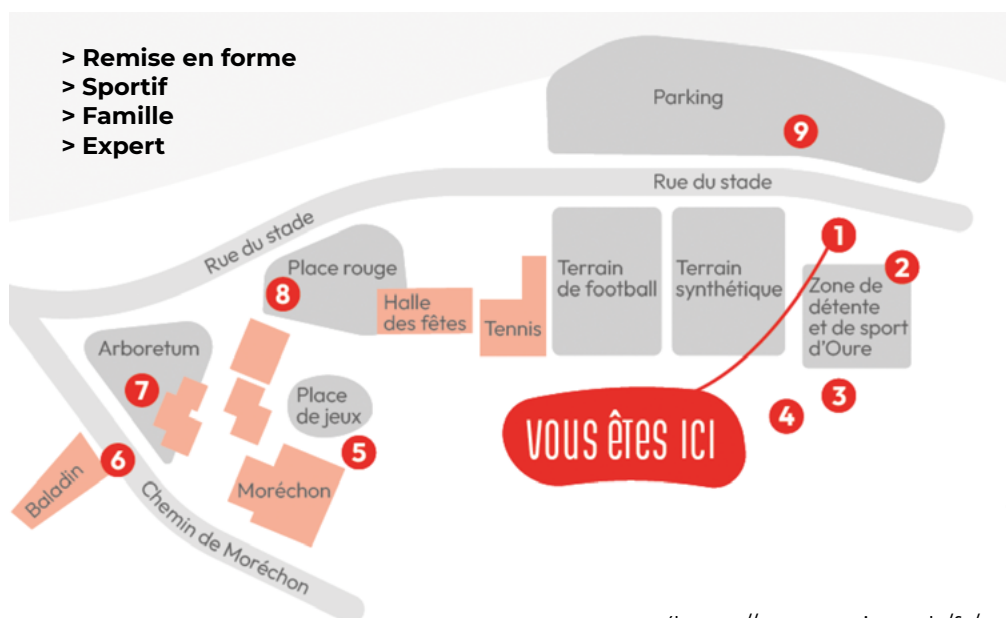 > Remise en forme
> Sportif
> Famille
> Expert
Parking
9
Rue du stade
Rue du stade
1
2
Place rouge
8
Halle
des fêtes
Tennis
Terrain
de football
Terrain
synthétique
Zone de
détente
et de sport
d'Oure
Arboretum
7
Place
de jeux
3
4
VOUS ÊTES ICI
5
6
Baladin
Moréchon
Chemin de Moréchon